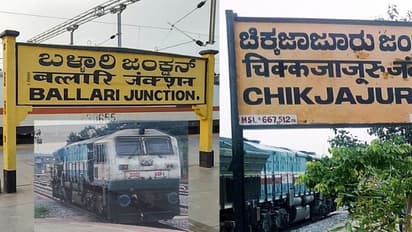 ಬಳ್ಳಾರಿ ಜಂಕ್ಷನ್
बल्लारि जंक्शन
BALLARI JUNCTION.
ಚಿಕ್ಕಜಾಜೂರು ಜಂ
चिक्कजाजूर-जं
CHIKJAJUR
MSL 667.512